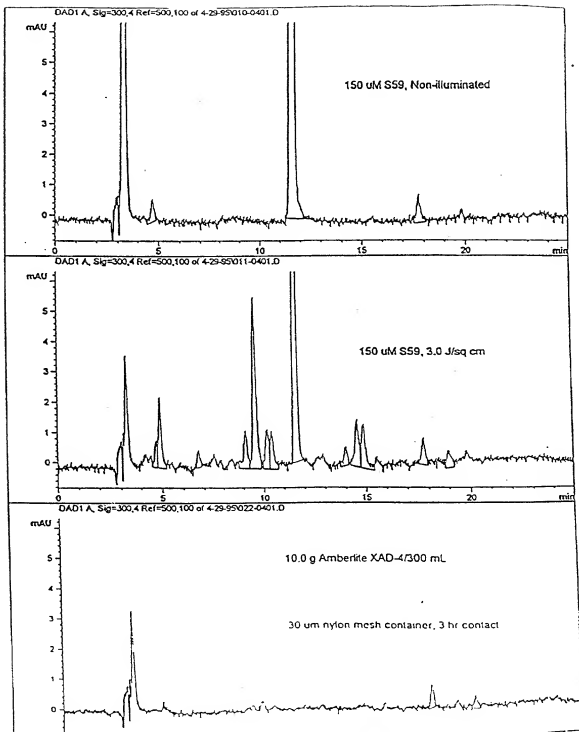 DAD1 A, Sig=300,4 Ref=500,100 of 4-29-95\010-0401.D
mAU
150 uM S59, Non-illuminated
5
4
3
2
1
0
0 5 10 15 20 min
DAD1 A, Sig=300,4 Ref=500,100 of 4-29-95\011-0401.D
mAU
150 uM S59, 3.0 J/sq cm
5
4
3
2
1
0
0 5 10 15 20 min
DAD1 A, Sig=300,4 Ref=500,100 of 4-29-95\022-0401.D
mAU
10.0 g Amberlite XAD-4/300 mL
5
4
30 um nylon mesh container, 3 hr contact
3
2
1
0